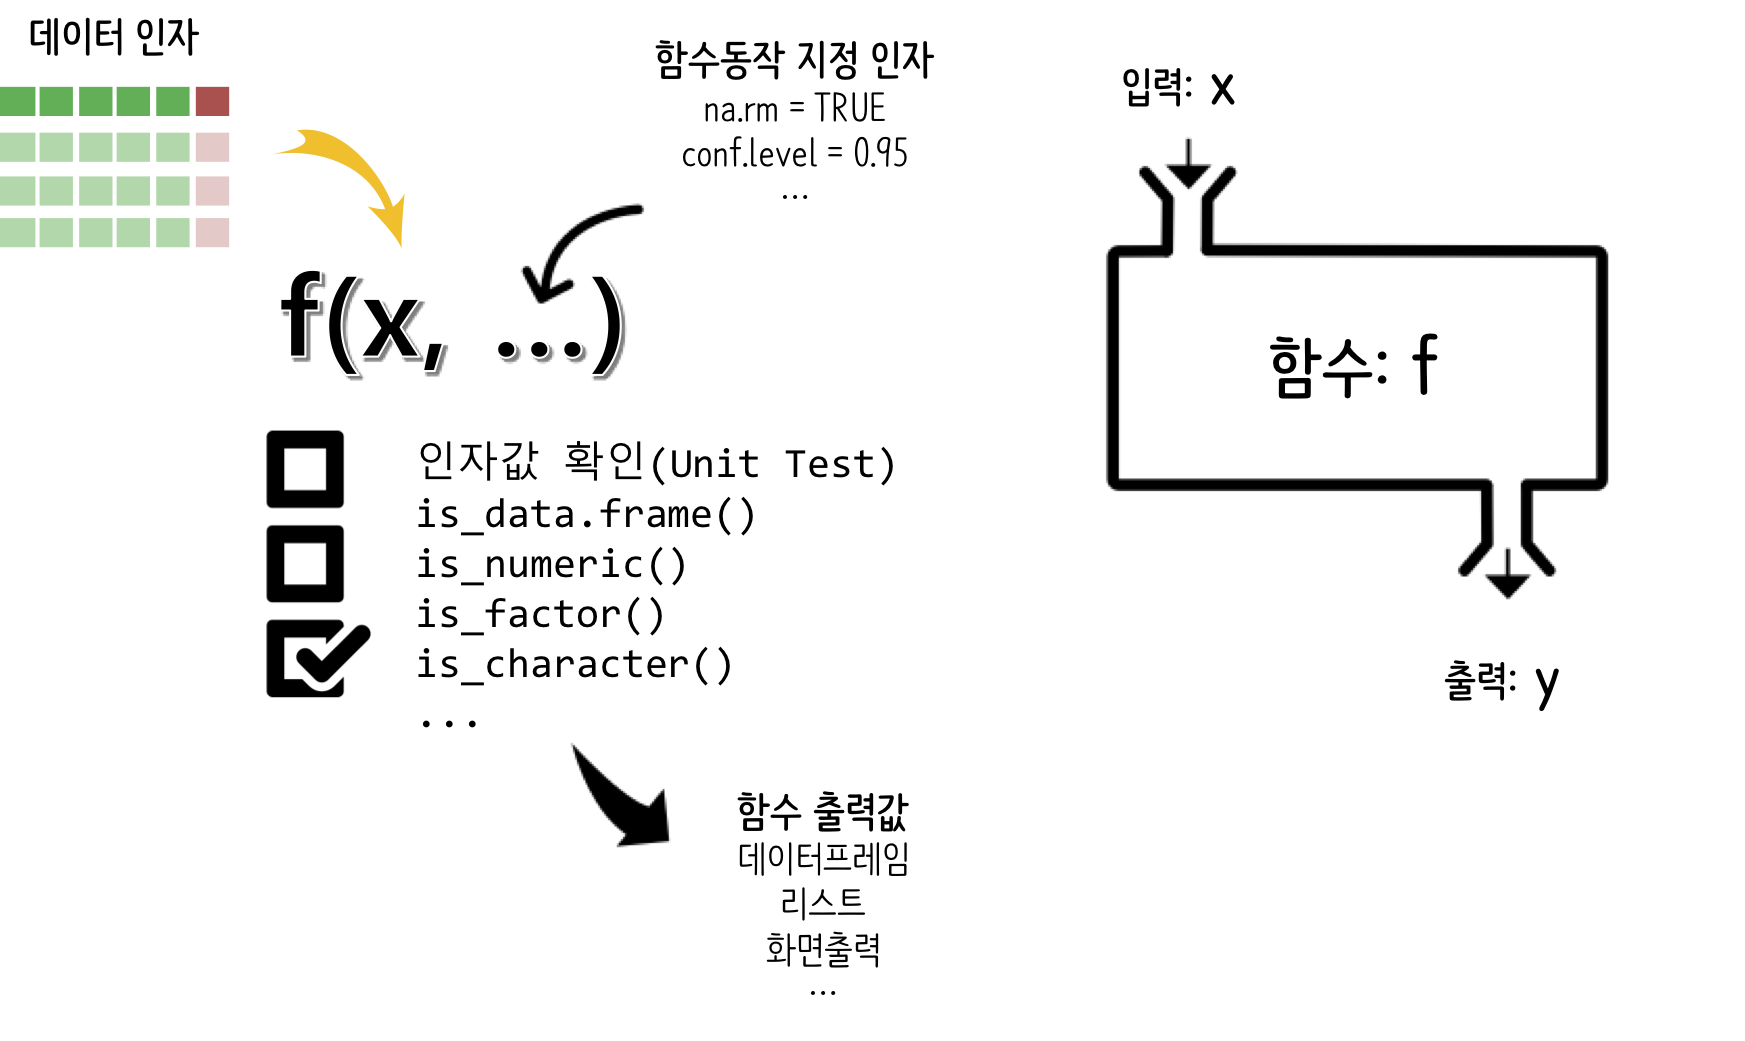 데이터 인자
함수동작 지정 인자
na.rm = TRUE
conf.level = 0.95
...
f(x, ...)
인자값 확인(Unit Test)
is_data.frame()
is_numeric()
is_factor()
is_character()
...
함수 출력값
데이터프레임
리스트
화면출력
...
입력: x
함수: f
출력: y